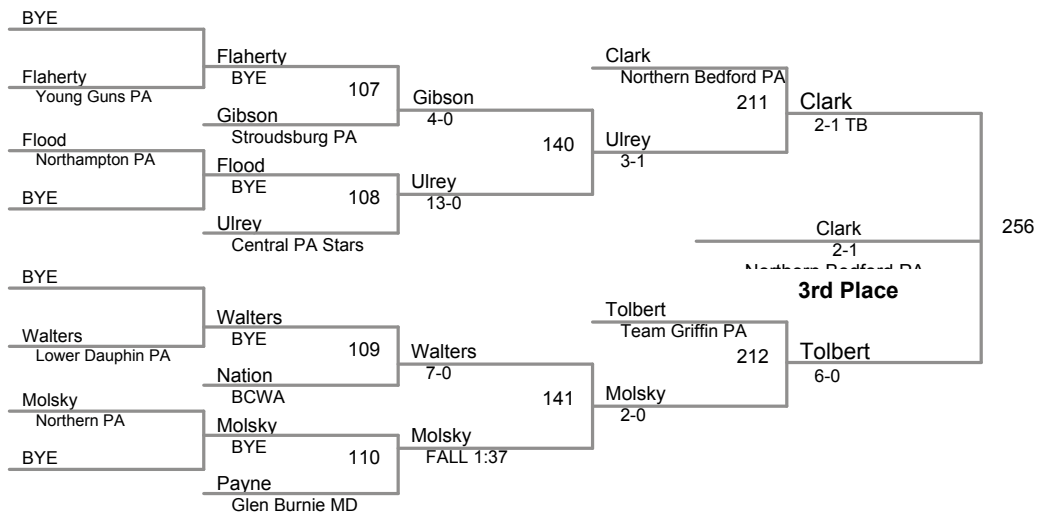 BYE
Flaherty
Young Guns PA
Flood
Northampton PA
BYE
Flaherty
BYE
107
Gibson
Stroudsburg PA
Flood
BYE
108
Ulrey
Central PA Stars
Gibson
4-0
140
Ulrey
13-0
Clark
Northern Bedford PA
211
Ulrey
3-1
Clark
2-1 TB
Clark
2-1
Northern Bedford PA
3rd Place
256
BYE
Walters
Lower Dauphin PA
Molsky
Northern PA
BYE
Walters
BYE
109
Nation
BCWA
Molsky
BYE
110
Payne
Glen Burnie MD
Walters
7-0
141
Molsky
FALL 1:37
Tolbert
Team Griffin PA
212
Molsky
2-0
Tolbert
6-0